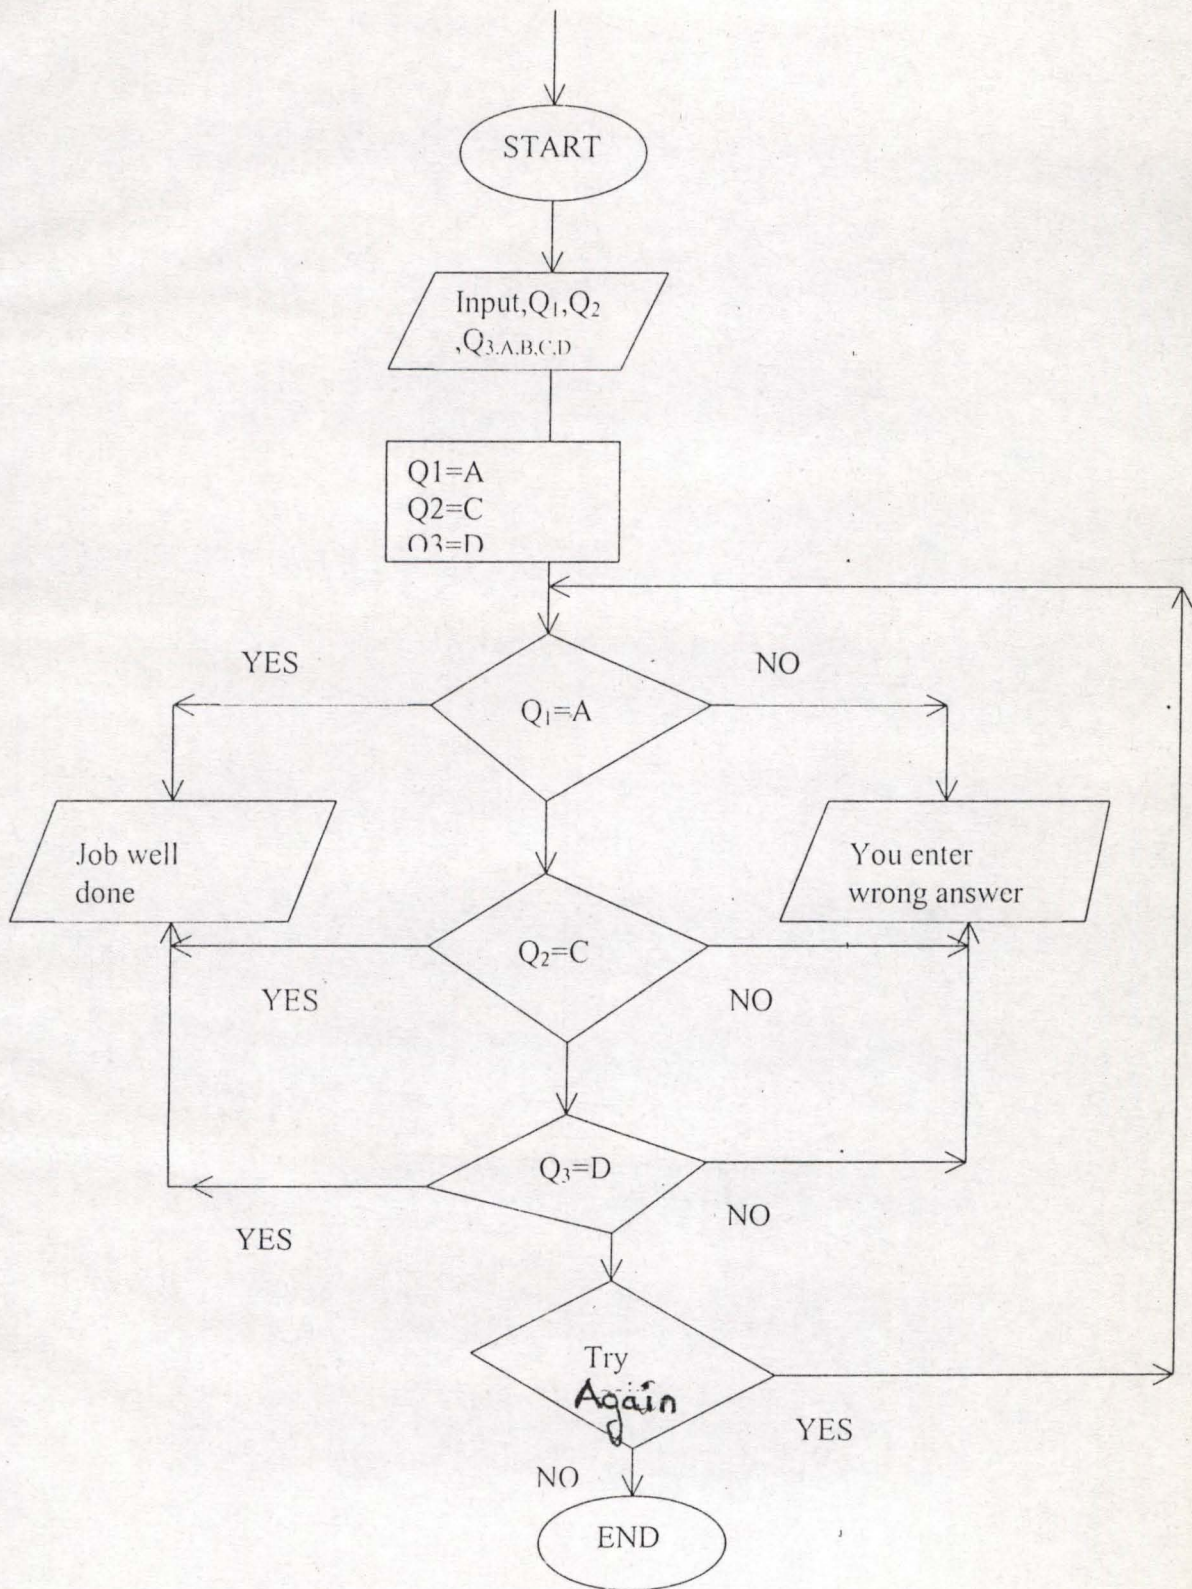 START
Input,Q₁,Q₂
,Q₃.A.B.C.D
Q1=A
Q2=C
Q3=D
YES
NO
Q₁=A
Job well
done
You enter
wrong answer
Q₂=C
YES
NO
Q₃=D
YES
NO
Try
Again
YES
NO
END